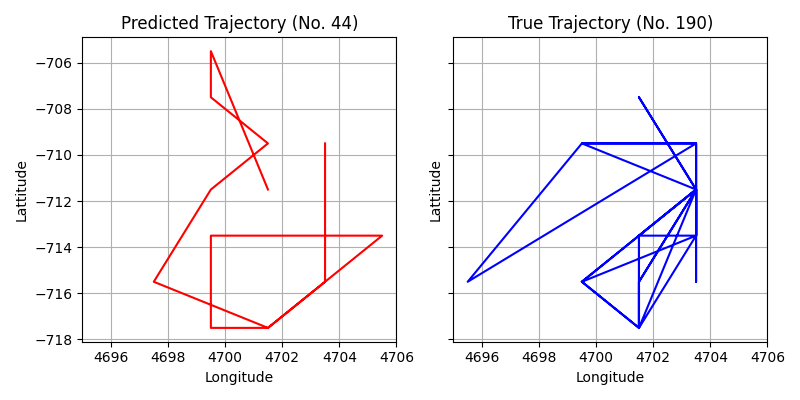 Predicted Trajectory (No. 44)
True Trajectory (No. 190)
−706
−708
−710
−712
−714
−716
−718
Lattitude
Lattitude
4696 4698 4700 4702 4704 4706
4696 4698 4700 4702 4704 4706
Longitude
Longitude